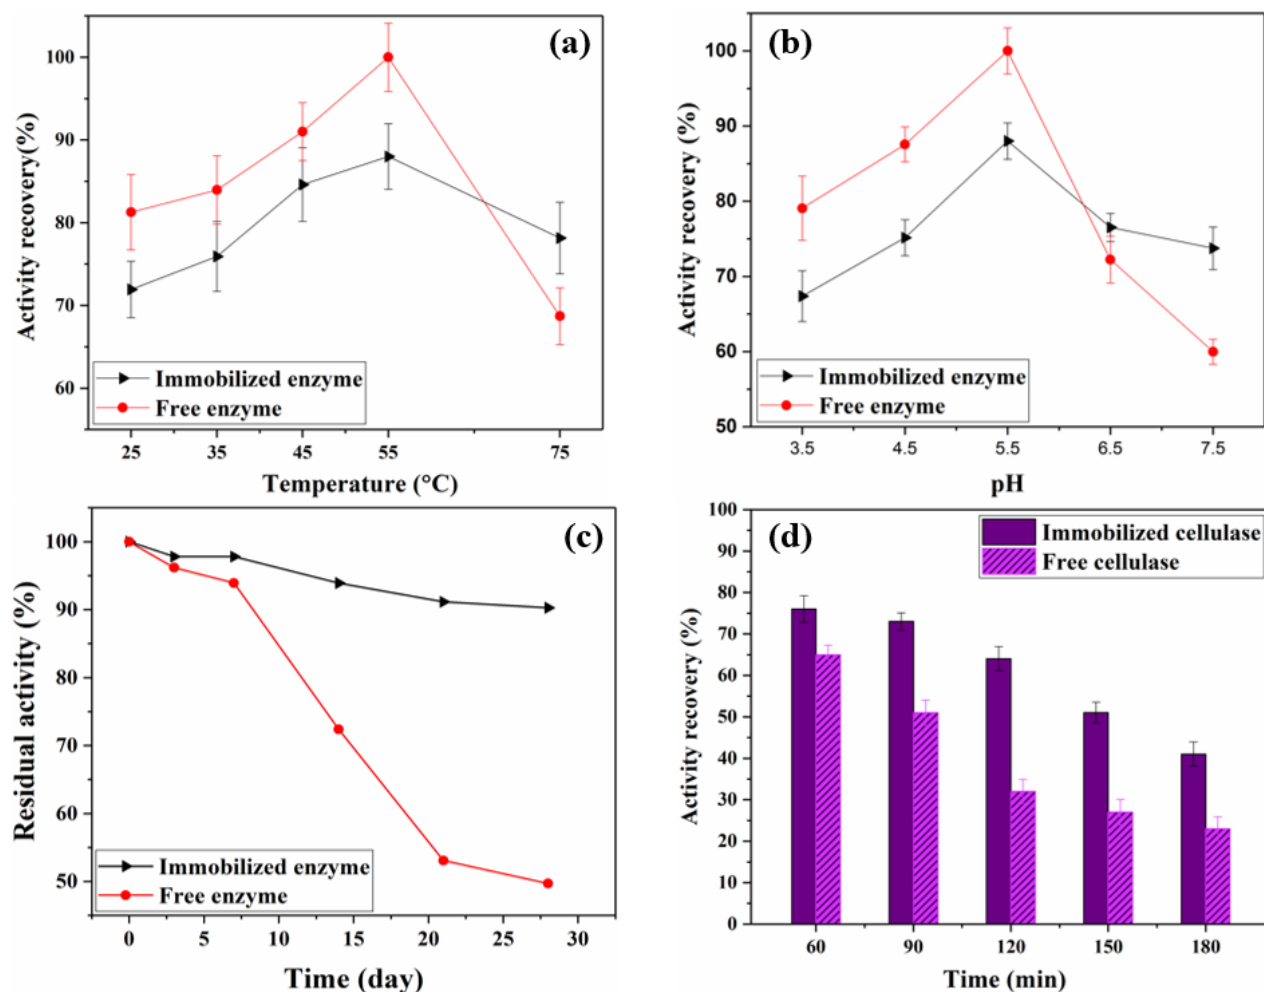 (a)
Activity recovery(%)
100
90
80
70
60
Immobilized enzyme
Free enzyme
25 35 45 55 75
Temperature (°C)
(b)
Activity recovery (%)
100
90
80
70
60
50
Immobilized enzyme
Free enzyme
3.5 4.5 5.5 6.5 7.5
pH
(c)
Residual activity (%)
100
90
80
70
60
50
Immobilized enzyme
Free enzyme
0 5 10 15 20 25 30
Time (day)
(d)
Activity recovery (%)
100
90
80
70
60
50
40
30
20
10
0
Immobilized cellulase
Free cellulase
60 90 120 150 180
Time (min)